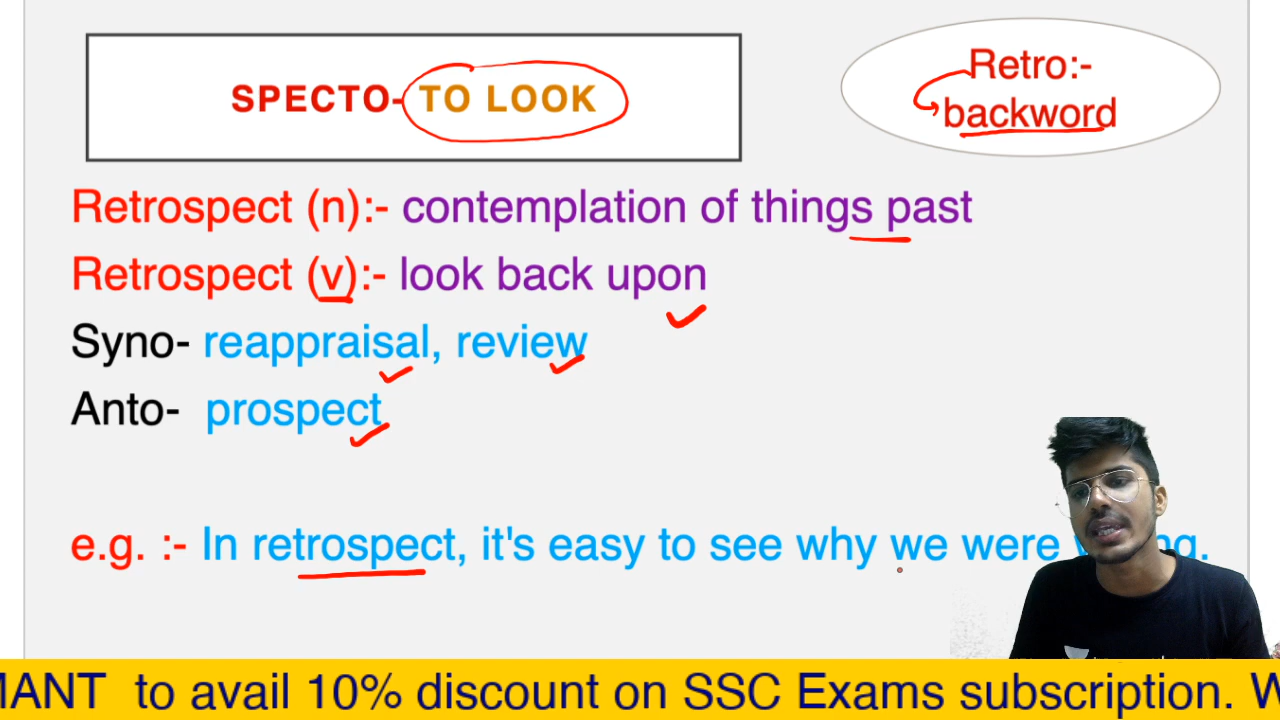 SPECTO- TO LOOK
Retro:-
backword
Retrospect (n):- contemplation of things past
Retrospect (v):- look back upon
Syno- reappraisal, review
Anto- prospect
e.g. :- In retrospect, it's easy to see why we were
to avail 10% discount on SSC Exams subscription.